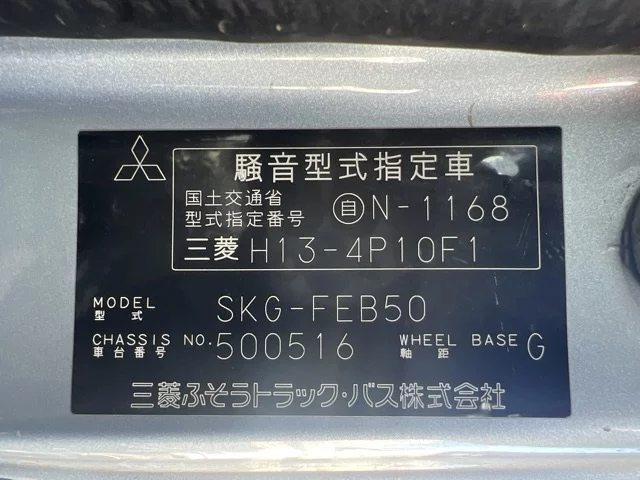 騒音型式指定車
国土交通省
型式指定番号 自N-1168
三菱 H13-4P10F1
MODEL
型式 SKG-FEB50
CHASSIS NO.
車台番号 500516 WHEEL BASE
軸距 G
三菱ふそうトラック・バス株式会社